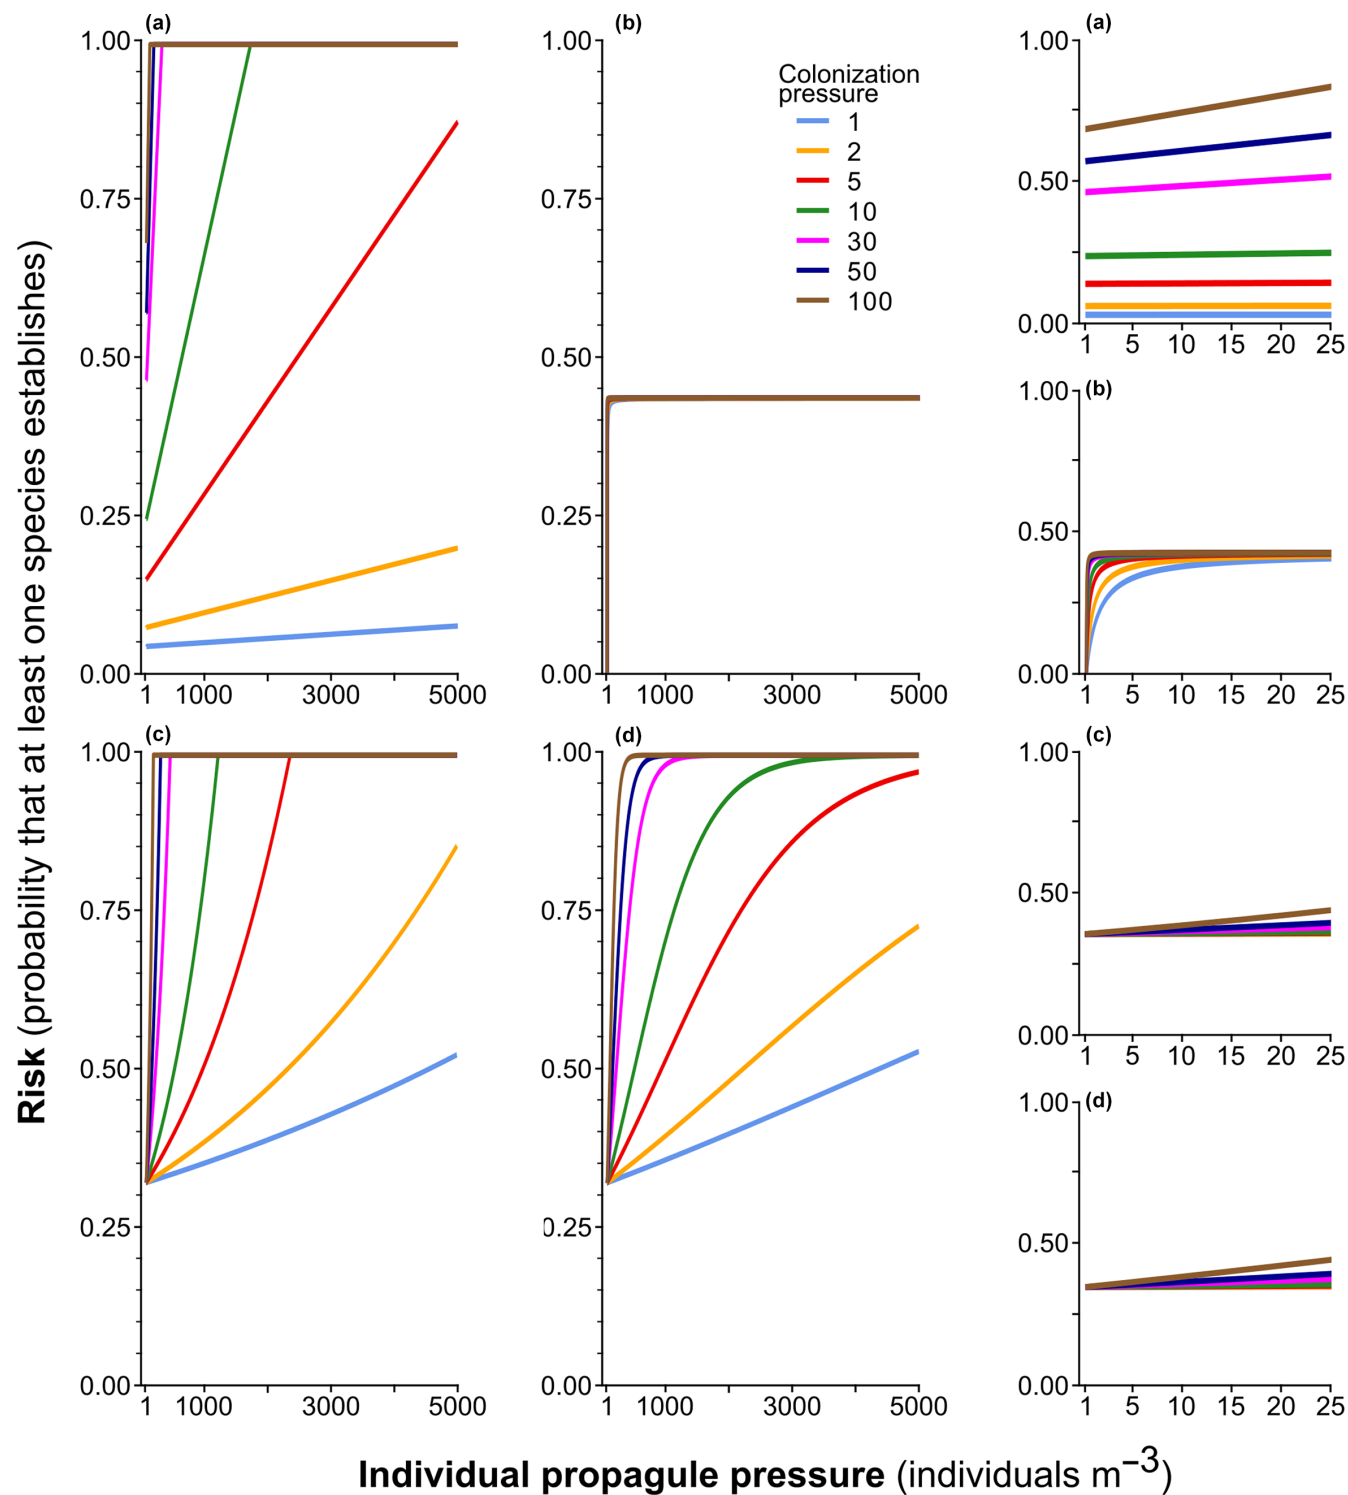 (a)
1.00
0.75
0.50
0.25
0.00
1 1000 3000 5000
(b)
Colonization
pressure
1
2
5
10
30
50
100
1.00
0.75
0.50
0.25
0.00
1 1000 3000 5000
(a)
1.00
0.50
0.00
1 5 10 15 20 25
(b)
1.00
0.50
0.00
1 5 10 15 20 25
(c)
1.00
0.75
0.50
0.25
0.00
1 1000 3000 5000
(d)
1.00
0.75
0.50
0.25
0.00
1 1000 3000 5000
(c)
1.00
0.50
0.00
1 5 10 15 20 25
(d)
1.00
0.50
0.00
1 5 10 15 20 25
Risk (probability that at least one species establishes)
Individual propagule pressure (individuals m⁻³)